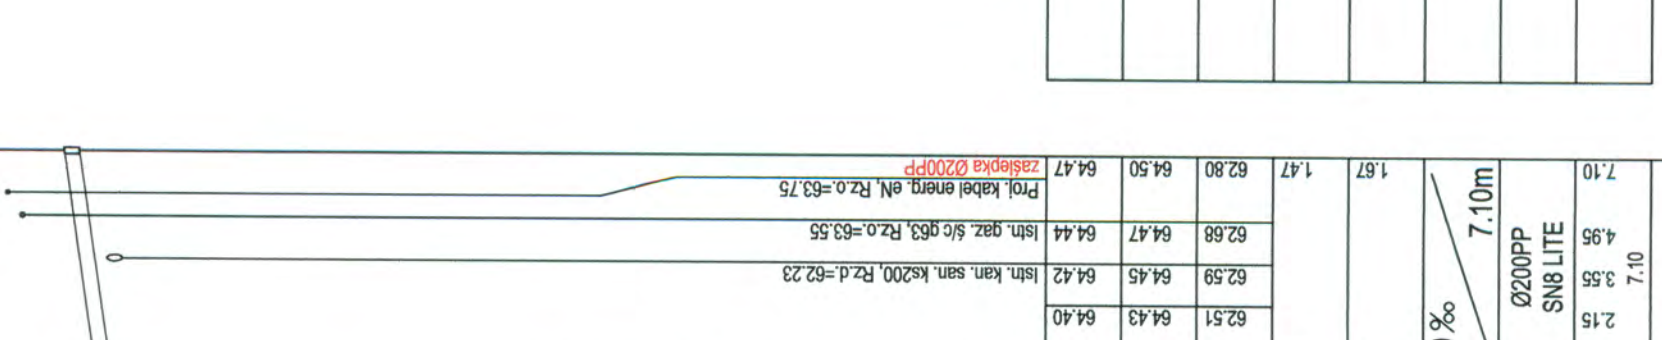 zaślepka Ø200PP 64.47 64.50 62.80 1.47 1.67 7.10
Proj. kabel energ. eN, Rz.o.=63.75
Istn. gaz. ś/c g63, Rz.o.=63.55 64.44 64.47 62.68 4.95
Istn. kan. san. ks200, Rz.d.=62.23 64.42 64.45 62.59 3.55
64.40 64.43 62.51 2.15
‰
7.10m
Ø200PP
SN8 LITE
7.10